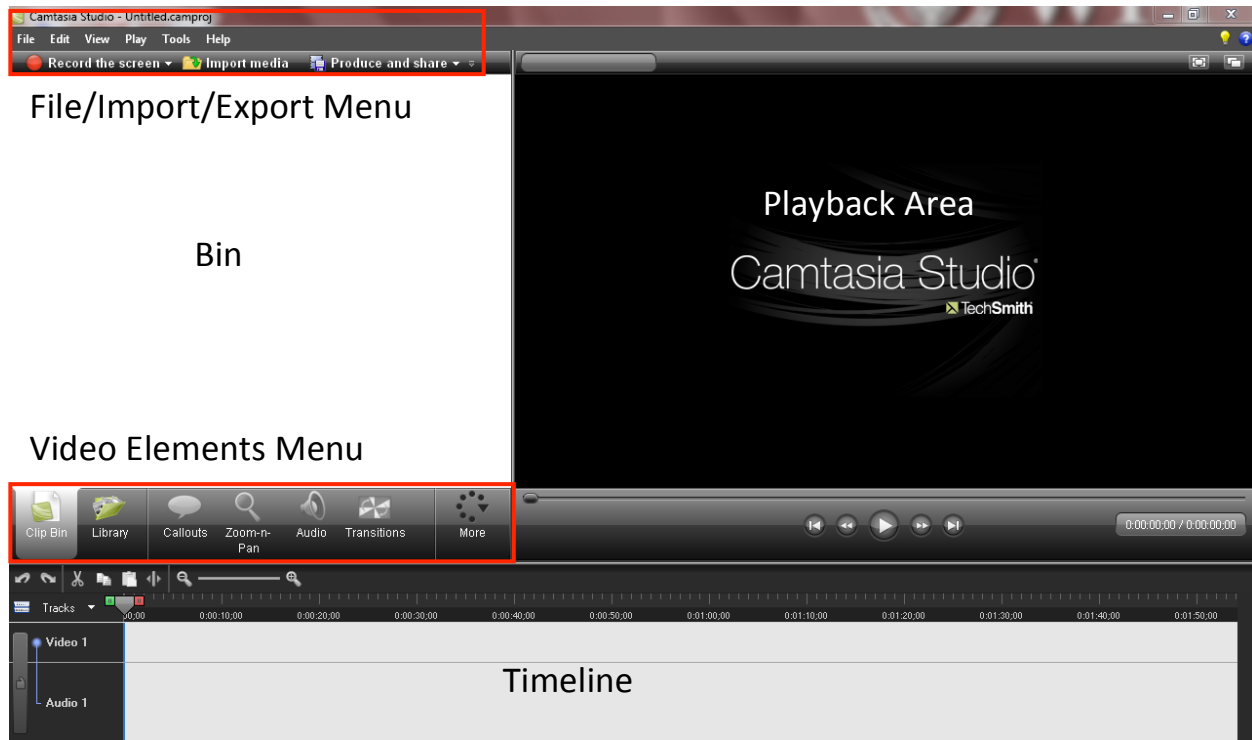 Camtasia Studio - Untitled.camproj
File Edit View Play Tools Help
Record the screen Import media Produce and share
File/Import/Export Menu
Playback Area
Bin
Camtasia Studio®
TechSmith
Video Elements Menu
Clip Bin Library Callouts Zoom-n-Pan Audio Transitions More
0:00:00;00 / 0:00:00;00
Tracks
00;00 0:00:10;00 0:00:20;00 0:00:30;00 0:00:40;00 0:00:50;00 0:01:00;00 0:01:10;00 0:01:20;00 0:01:30;00 0:01:40;00 0:01:50;00
Video 1
Timeline
Audio 1